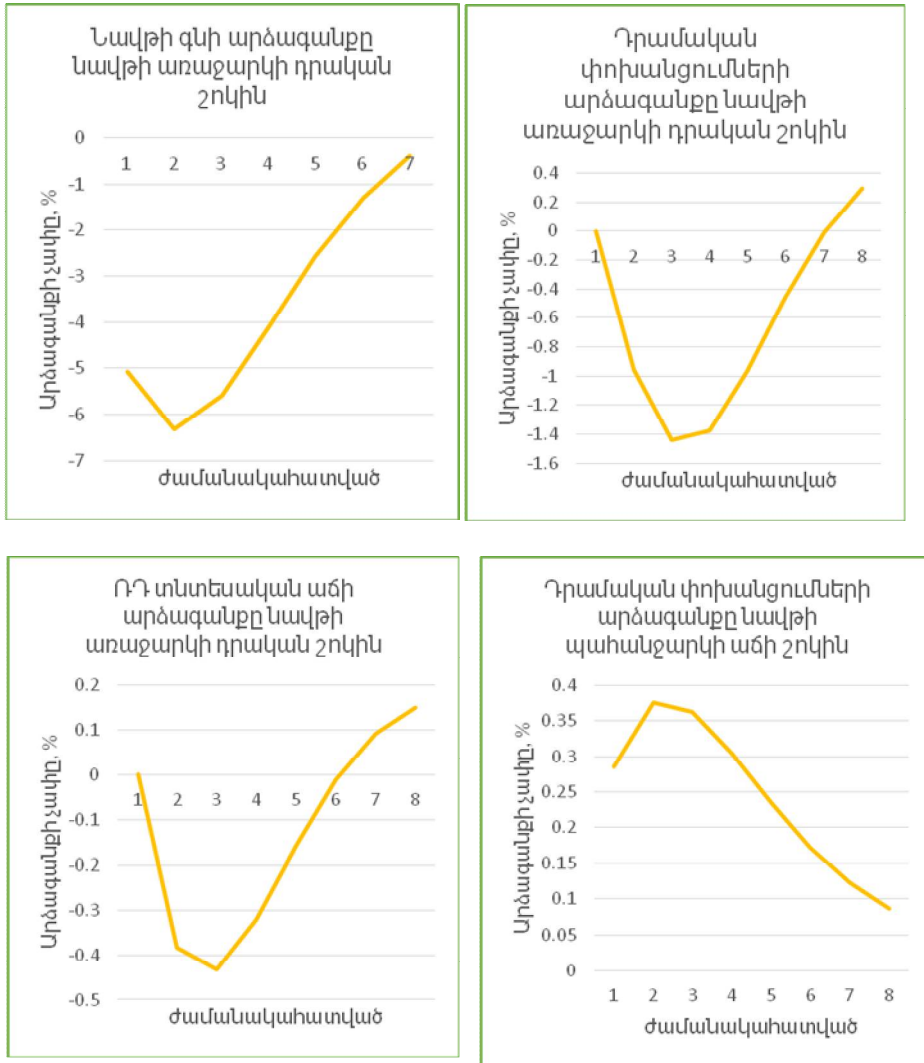 Նավթի գնի արձագանքը
նավթի առաջարկի դրական
շոկին
0
1 2 3 4 5 6 7
-1
-2
-3
-4
-5
-6
-7
Արձագանքի չափը, %
ժամանակահատված
Դրամական
փոխանցումների
արձագանքը նավթի
առաջարկի դրական շոկին
0.4
0.2
0
1 2 3 4 5 6 7 8
-0.2
-0.4
-0.6
-0.8
-1
-1.2
-1.4
-1.6
Արձագանքի չափը, %
ժամանակահատված
ՌԴ տնտեսական աճի
արձագանքը նավթի
առաջարկի դրական շոկին
0.2
0.1
0
1 2 3 4 5 6 7 8
-0.1
-0.2
-0.3
-0.4
-0.5
Արձագանքի չափը, %
ժամանակահատված
Դրամական փոխանցումների
արձագանքը նավթի
պահանջարկի աճի շոկին
0.4
0.35
0.3
0.25
0.2
0.15
0.1
0.05
0
1 2 3 4 5 6 7 8
Արձագանքի չափը, %
ժամանակահատված